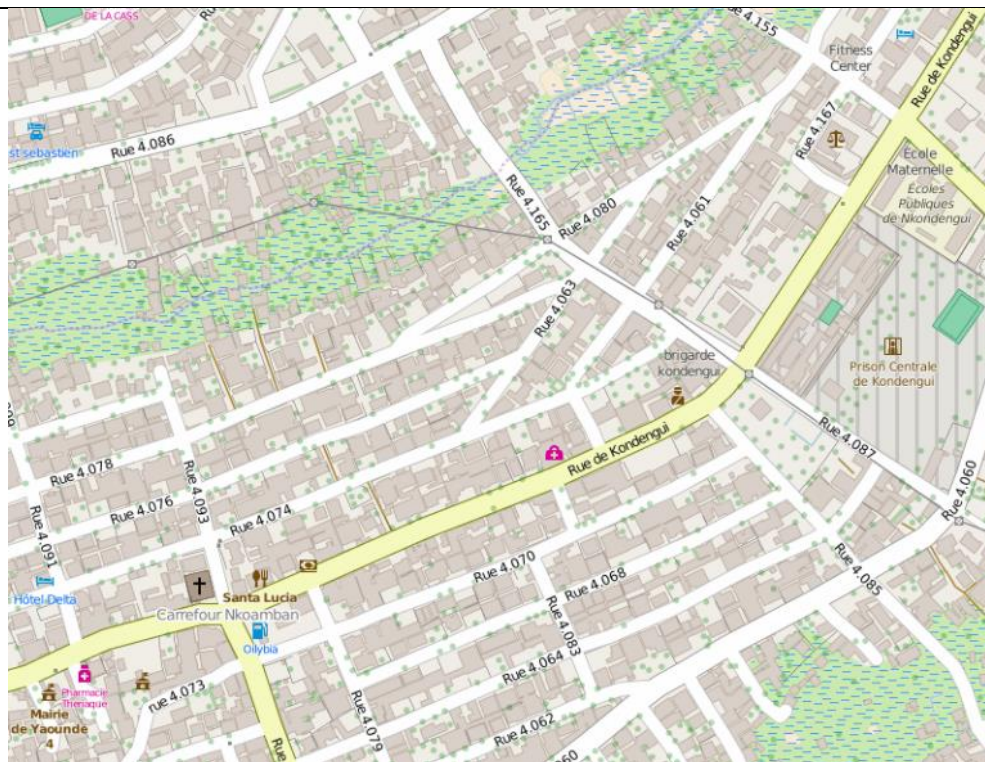 DE LA CASS
Rue 4.155
Fitness
Center
Rue de Kondengui
Rue 4.167
Rue 4.086
st sebastien
École
Maternelle
Écoles
Publiques
de Nkondengui
Rue 4.165
Rue 4.080
Rue 4.061
Rue 4.063
brigarde
kondengui
Prison Centrale
de Kondengui
Rue 4.087
Rue de Kondengui
Rue 4.060
Rue 4.078
Rue 4.076
Rue 4.093
Rue 4.074
Rue 4.091
Rue 4.070
Rue 4.068
Rue 4.085
Hôtel Delta
Santa Lucia
Carrefour Nkoamban
Oilybia
Rue 4.083
Rue 4.064
rue 4.073
Pharmacie
Mairie
de Yaoundé
4
Rue 4.062
Rue 4.079
Rue
060